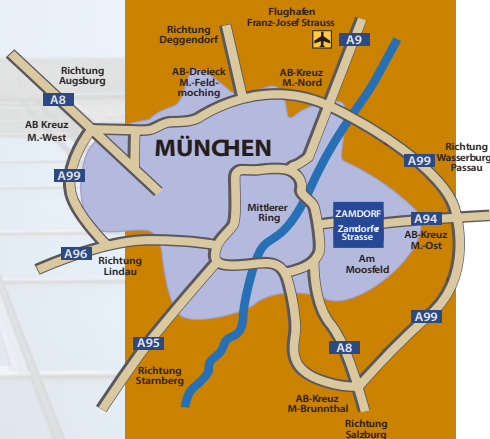 Flughafen
Franz-Josef Strauss
Richtung
Deggendorf
A9
Richtung
Augsburg
AB-Dreieck
M.-Feld-
moching
AB-Kreuz
M.-Nord
A8
AB Kreuz
M.-West
MÜNCHEN
Richtung
Wasserburg
Passau
A99
A99
Mittlerer
Ring
ZAMDORF
Zamdorfer
Strasse
A94
AB-Kreuz
M.-Ost
A96
Richtung
Lindau
Am
Moosfeld
A99
A95
A8
Richtung
Starnberg
AB-Kreuz
M-Brunnthal
Richtung
Salzburg